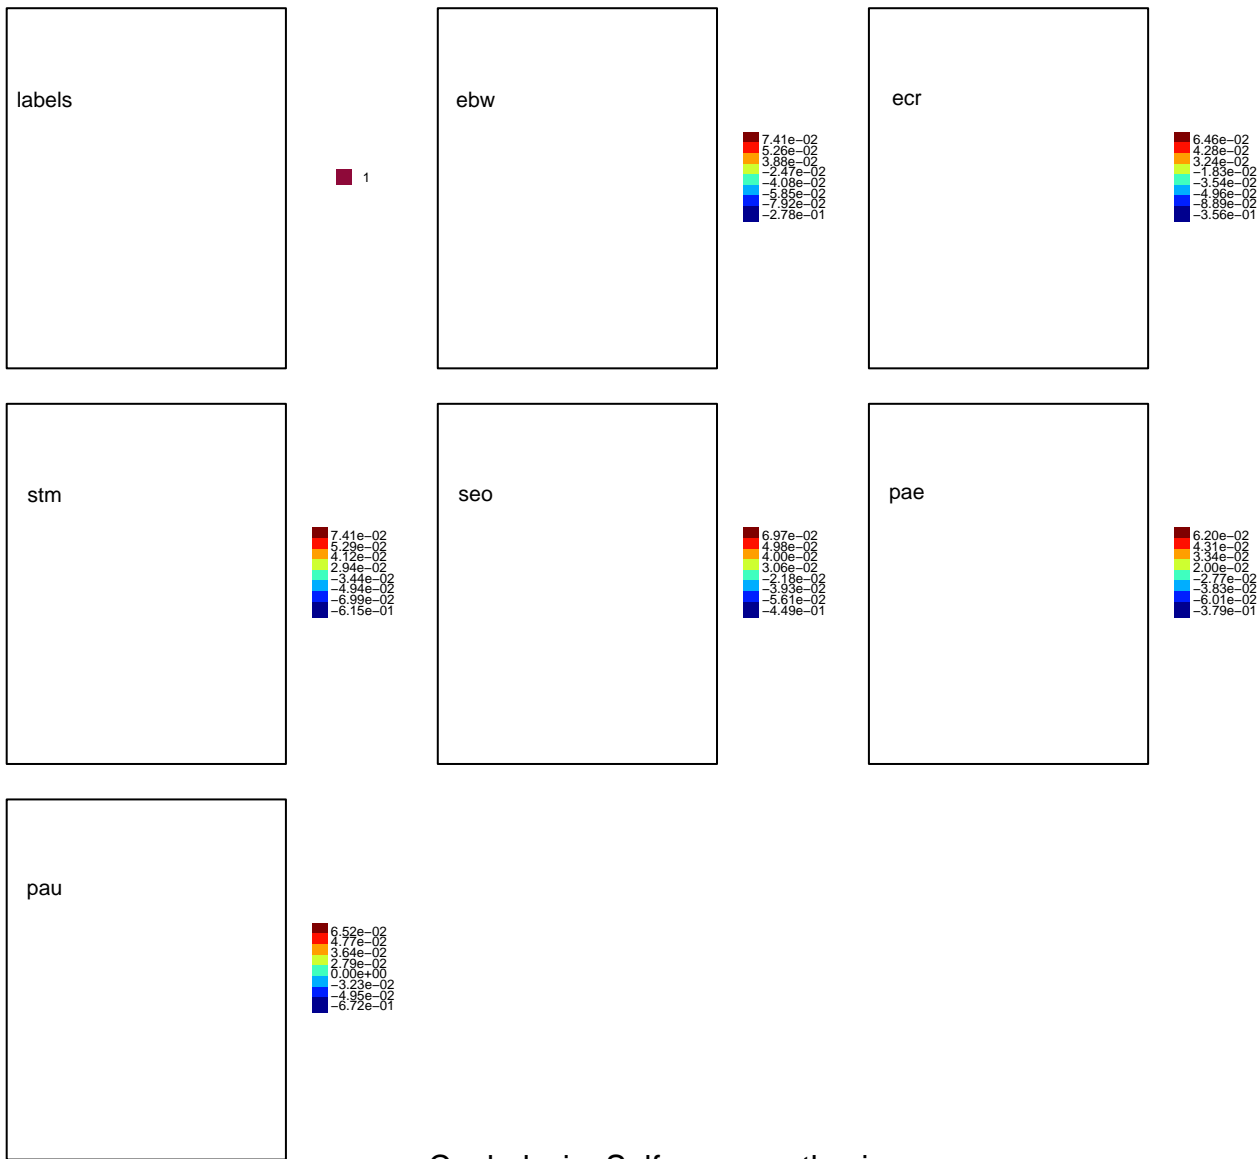 labels
1
ebw
7.41e−02
5.26e−02
3.88e−02
−2.47e−02
−4.08e−02
−5.85e−02
−7.92e−02
−2.78e−01
ecr
6.46e−02
4.28e−02
3.24e−02
−1.83e−02
−3.54e−02
−4.96e−02
−8.89e−02
−3.56e−01
stm
7.41e−02
5.29e−02
4.12e−02
2.94e−02
−3.44e−02
−4.94e−02
−6.99e−02
−6.15e−01
seo
6.97e−02
4.98e−02
4.00e−02
3.06e−02
−2.18e−02
−3.93e−02
−5.61e−02
−4.49e−01
pae
6.20e−02
4.31e−02
3.34e−02
2.00e−02
−2.77e−02
−3.83e−02
−6.01e−02
−3.79e−01
pau
6.52e−02
4.77e−02
3.64e−02
2.79e−02
0.00e+00
−3.23e−02
−4.95e−02
−6.72e−01